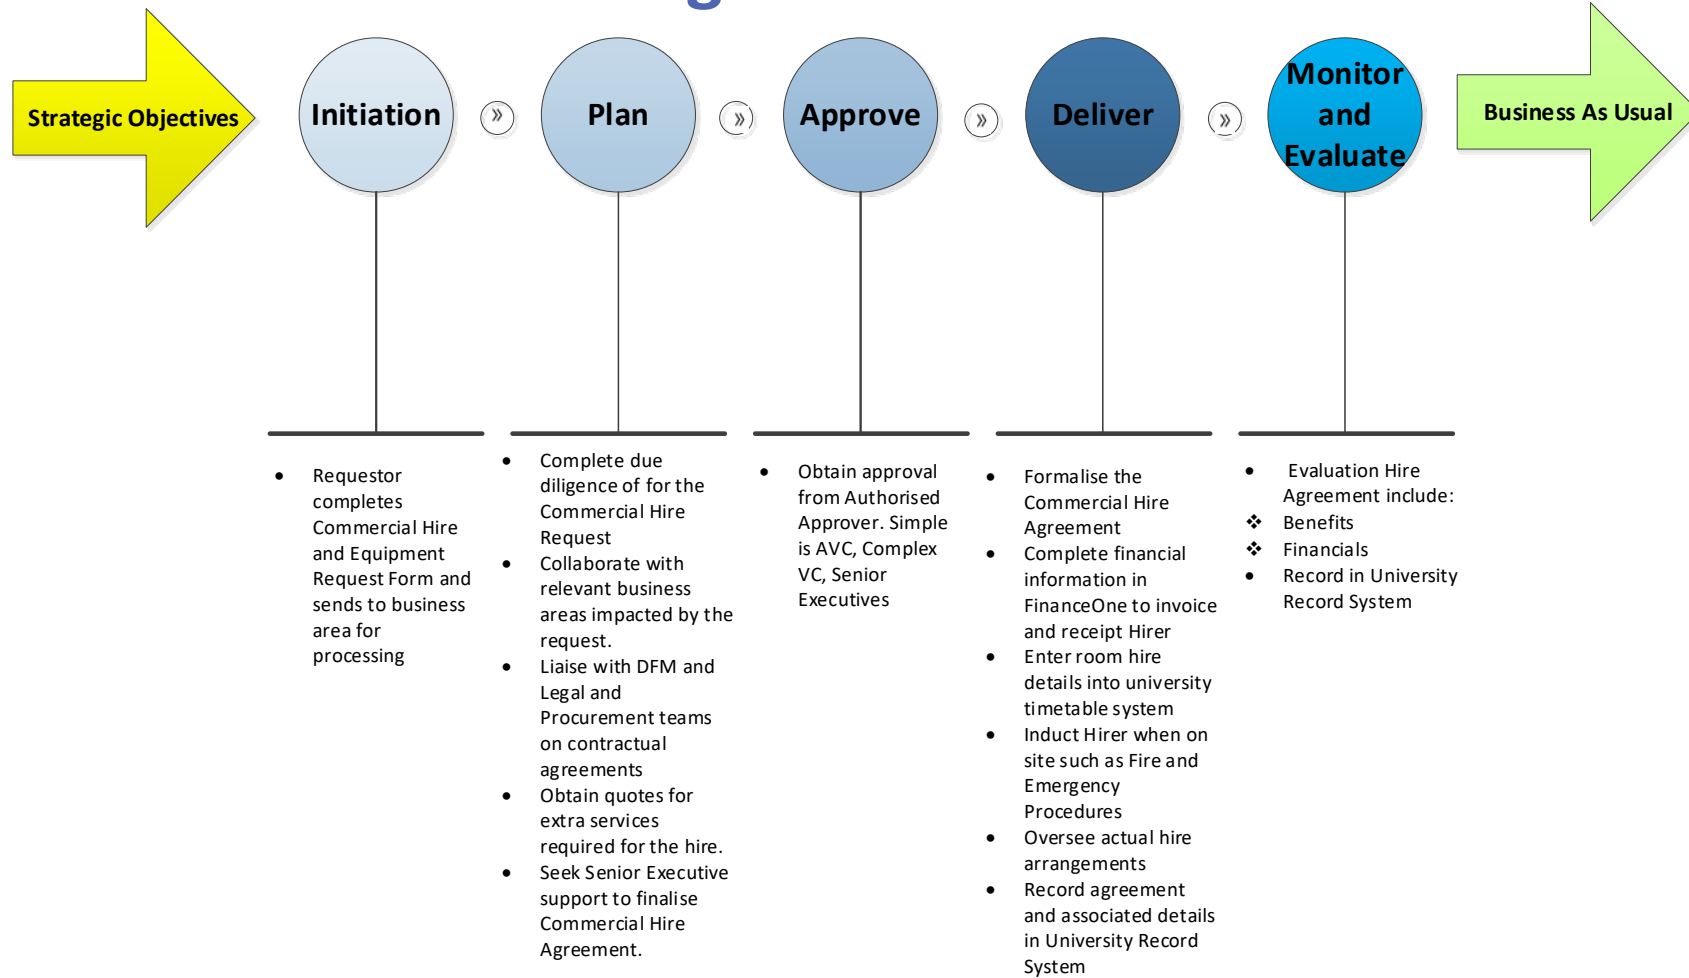 g
Strategic Objectives
Initiation
»
Plan
»
Approve
»
Deliver
»
Monitor
and
Evaluate
Business As Usual
• Requestor
completes
Commercial Hire
and Equipment
Request Form and
sends to business
area for
processing
• Complete due
diligence of for the
Commercial Hire
Request
• Collaborate with
relevant business
areas impacted by the
request.
• Liaise with DFM and
Legal and
Procurement teams
on contractual
agreements
• Obtain quotes for
extra services
required for the hire.
• Seek Senior Executive
support to finalise
Commercial Hire
Agreement.
• Obtain approval
from Authorised
Approver. Simple
is AVC, Complex
VC, Senior
Executives
• Formalise the
Commercial Hire
Agreement
• Complete financial
information in
FinanceOne to invoice
and receipt Hirer
• Enter room hire
details into university
timetable system
• Induct Hirer when on
site such as Fire and
Emergency
Procedures
• Oversee actual hire
arrangements
• Record agreement
and associated details
in University Record
System
• Evaluation Hire
Agreement include:
❖ Benefits
❖ Financials
• Record in University
Record System